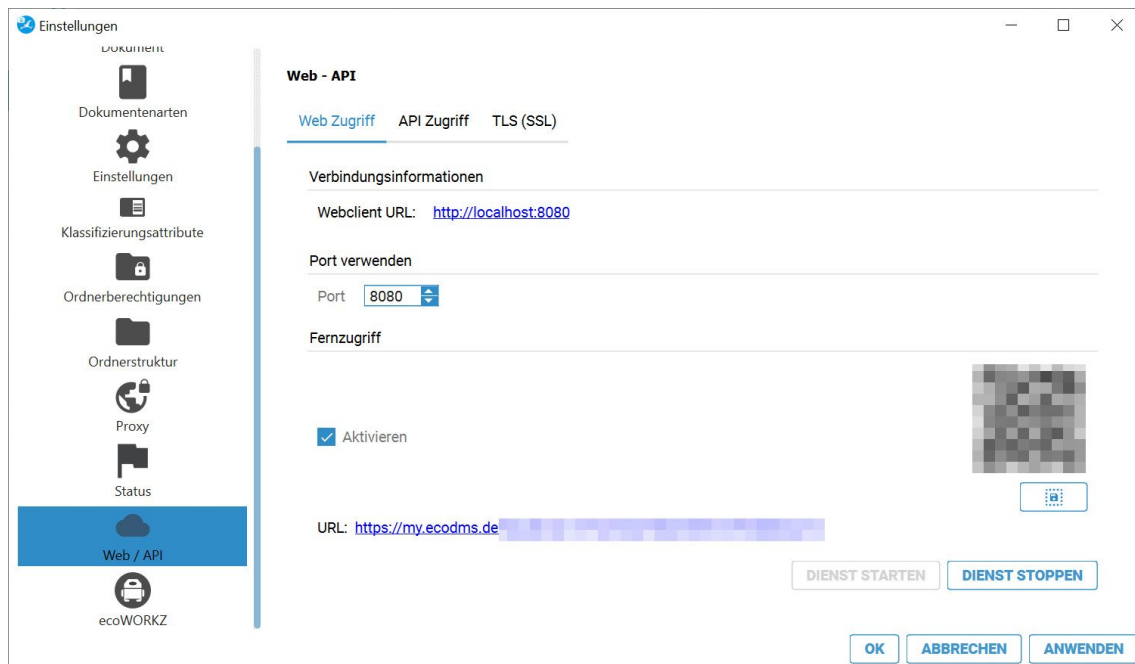 Einstellungen
Dokument
Dokumentenarten
Einstellungen
Klassifizierungsattribute
Ordnerberechtigungen
Ordnerstruktur
Proxy
Status
Web / API
ecoWORKZ
Web - API
Web Zugriff API Zugriff TLS (SSL)
Verbindungsinformationen
Webclient URL: http://localhost:8080
Port verwenden
Port 8080
Fernzugriff
Aktivieren
URL: https://my.ecodms.de
DIENST STARTEN DIENST STOPPEN
OK ABBRECHEN ANWENDEN